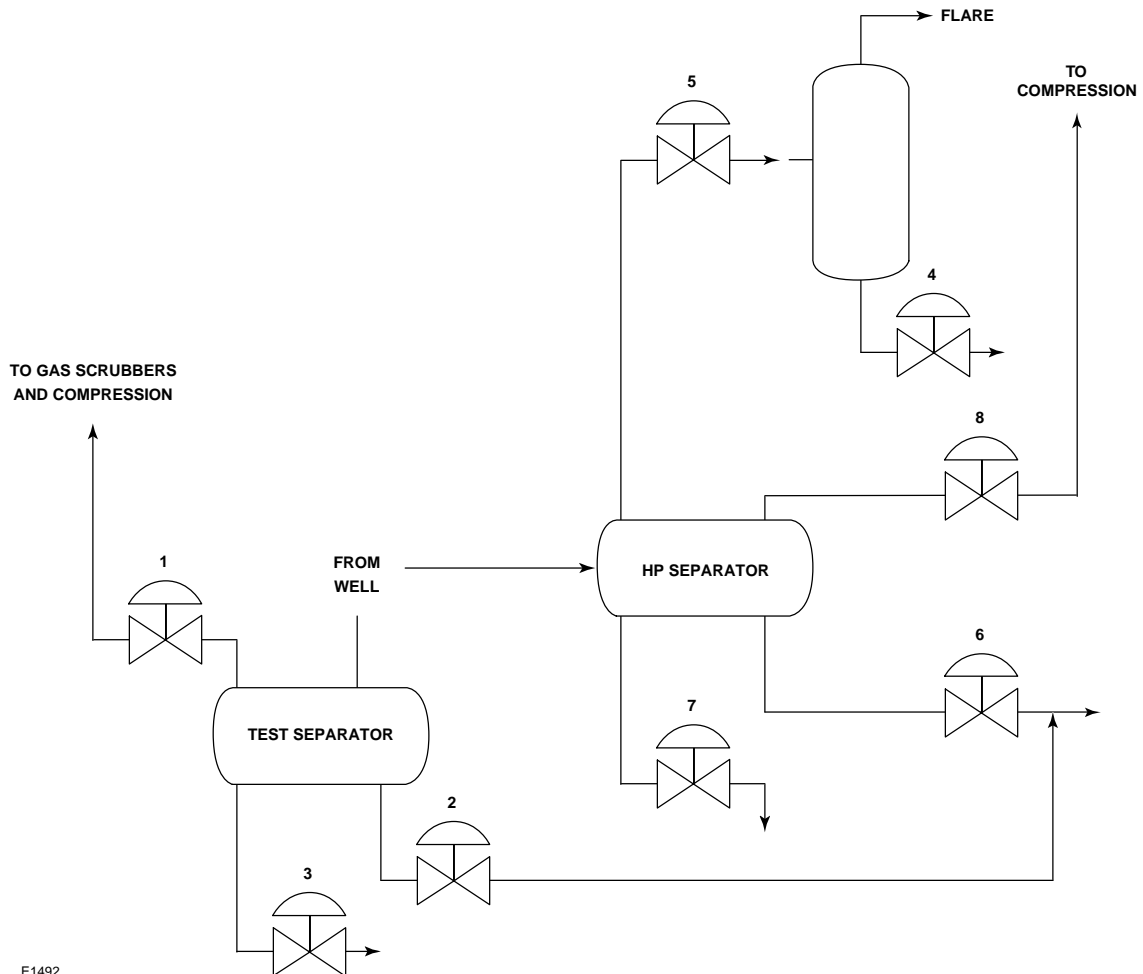 FLARE
TO
COMPRESSION
5
4
TO GAS SCRUBBERS
AND COMPRESSION
8
1
FROM
WELL
HP SEPARATOR
6
TEST SEPARATOR
7
2
3
E1492